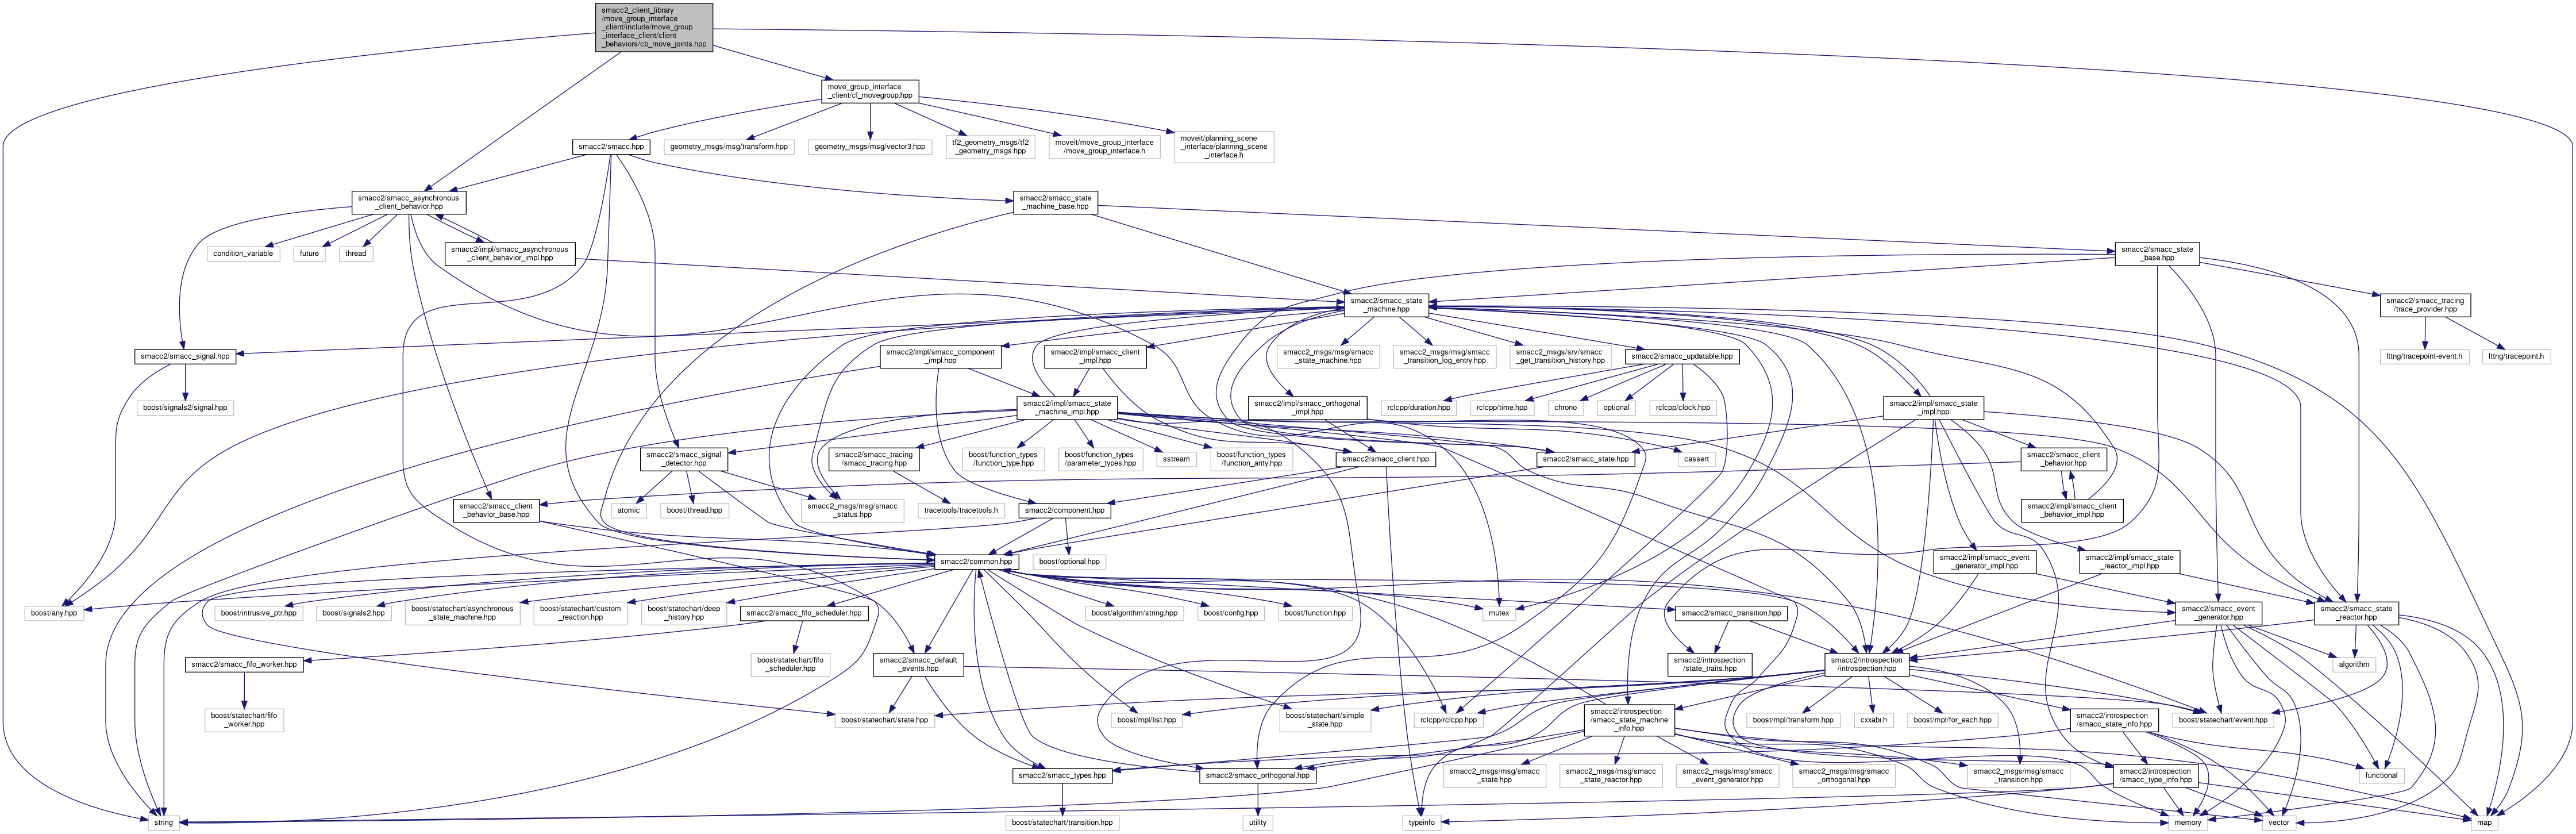 smacc2_client_library
/move_group_interface
_client/include/move_group
_interface_client/client
_behaviors/cb_move_joints.hpp
move_group_interface
_client/cl_movegroup.hpp
smacc2/smacc.hpp
geometry_msgs/msg/transform.hpp
geometry_msgs/msg/vector3.hpp
tf2_geometry_msgs/tf2
_geometry_msgs.hpp
moveit/move_group_interface
/move_group_interface.h
moveit/planning_scene
_interface/planning_scene
_interface.h
smacc2/smacc_asynchronous
_client_behavior.hpp
smacc2/smacc_state
_machine_base.hpp
condition_variable
future
thread
smacc2/impl/smacc_asynchronous
_client_behavior_impl.hpp
smacc2/smacc_state
_base.hpp
smacc2/smacc_state
_machine.hpp
smacc2/smacc_tracing
/trace_provider.hpp
smacc2/smacc_signal.hpp
smacc2/impl/smacc_component
_impl.hpp
smacc2/impl/smacc_client
_impl.hpp
smacc2_msgs/msg/smacc
_state_machine.hpp
smacc2_msgs/msg/smacc
_transition_log_entry.hpp
smacc2_msgs/srv/smacc
_get_transition_history.hpp
smacc2/smacc_updatable.hpp
lttng/tracepoint-event.h
lttng/tracepoint.h
boost/signals2/signal.hpp
smacc2/impl/smacc_state
_machine_impl.hpp
smacc2/impl/smacc_orthogonal
_impl.hpp
rclcpp/duration.hpp
rclcpp/time.hpp
chrono
optional
rclcpp/clock.hpp
smacc2/impl/smacc_state
_impl.hpp
smacc2/smacc_signal
_detector.hpp
smacc2/smacc_tracing
/smacc_tracing.hpp
boost/function_types
/function_type.hpp
boost/function_types
/parameter_types.hpp
sstream
boost/function_types
/function_arity.hpp
smacc2/smacc_client.hpp
smacc2/smacc_state.hpp
cassert
smacc2/smacc_client
_behavior.hpp
smacc2/smacc_client
_behavior_base.hpp
atomic
boost/thread.hpp
smacc2_msgs/msg/smacc
_status.hpp
tracetools/tracetools.h
smacc2/component.hpp
smacc2/impl/smacc_client
_behavior_impl.hpp
smacc2/common.hpp
boost/optional.hpp
smacc2/impl/smacc_event
_generator_impl.hpp
smacc2/impl/smacc_state
_reactor_impl.hpp
boost/any.hpp
boost/intrusive_ptr.hpp
boost/signals2.hpp
boost/statechart/asynchronous
_state_machine.hpp
boost/statechart/custom
_reaction.hpp
boost/statechart/deep
_history.hpp
smacc2/smacc_fifo_scheduler.hpp
boost/algorithm/string.hpp
boost/config.hpp
boost/function.hpp
mutex
smacc2/smacc_transition.hpp
smacc2/smacc_event
_generator.hpp
smacc2/smacc_state
_reactor.hpp
smacc2/smacc_fifo_worker.hpp
boost/statechart/fifo
_scheduler.hpp
smacc2/smacc_default
_events.hpp
smacc2/introspection
/state_traits.hpp
smacc2/introspection
/introspection.hpp
algorithm
boost/statechart/fifo
_worker.hpp
boost/statechart/state.hpp
boost/mpl/list.hpp
boost/statechart/simple
_state.hpp
rclcpp/rclcpp.hpp
smacc2/introspection
/smacc_state_machine
_info.hpp
boost/mpl/transform.hpp
cxxabi.h
boost/mpl/for_each.hpp
smacc2/introspection
/smacc_state_info.hpp
boost/statechart/event.hpp
smacc2/smacc_types.hpp
smacc2/smacc_orthogonal.hpp
smacc2_msgs/msg/smacc
_state.hpp
smacc2_msgs/msg/smacc
_state_reactor.hpp
smacc2_msgs/msg/smacc
_event_generator.hpp
smacc2_msgs/msg/smacc
_orthogonal.hpp
smacc2_msgs/msg/smacc
_transition.hpp
smacc2/introspection
/smacc_type_info.hpp
functional
string
boost/statechart/transition.hpp
utility
typeinfo
memory
vector
map